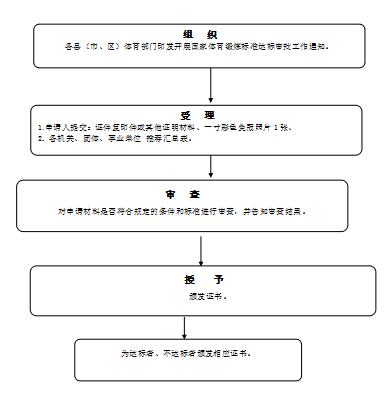 组 织
各县（市、区）体育部门印发开展国家体育锻炼标准达标审批工作通知。
受 理
1.申请人提交：证件复印件或其他证明材料、一寸彩色免冠照片1张、
2. 各机关、团体、事业单位 推荐汇总表。
审 查
对申请材料是否符合规定的条件和标准进行审查，并告知审查结果。
授 予
颁发证书。
为达标者、不达标者颁发相应证书。